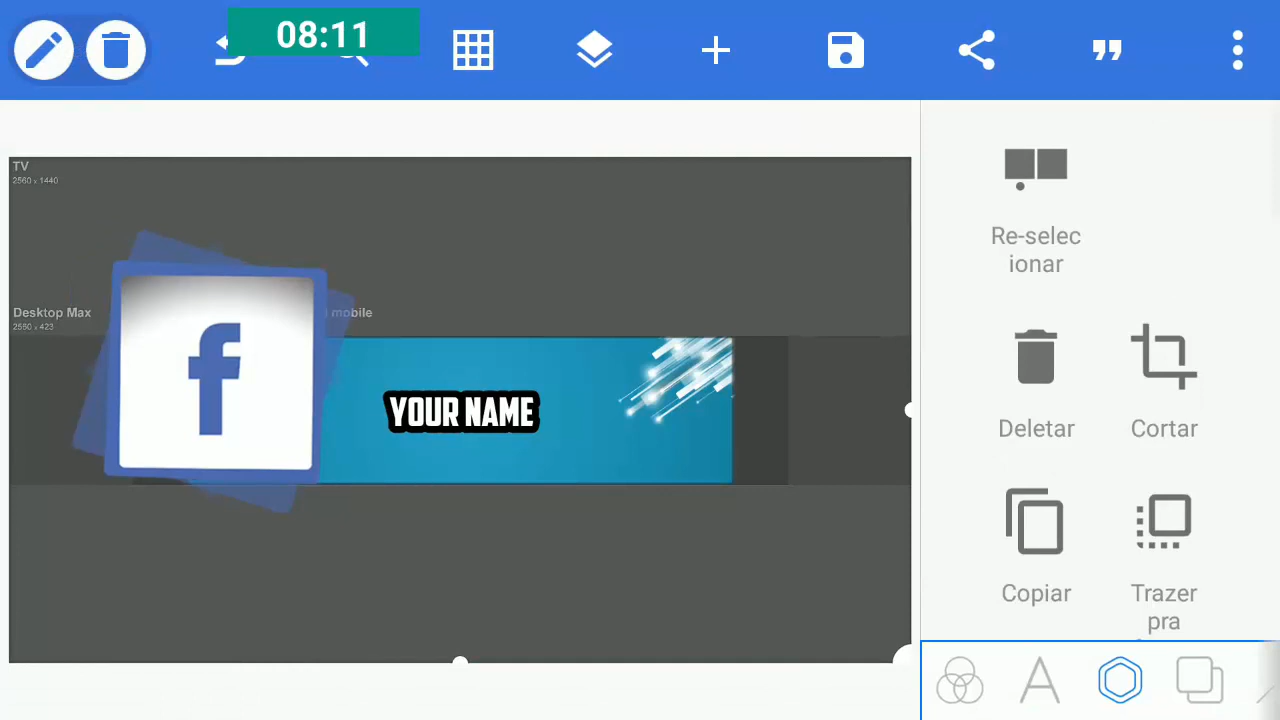 08:11
TV
2560 x 1440
Desktop Max
2560 x 423
mobile
f
YOUR NAME
Re-selec
ionar
Deletar
Cortar
Copiar
Trazer
pra